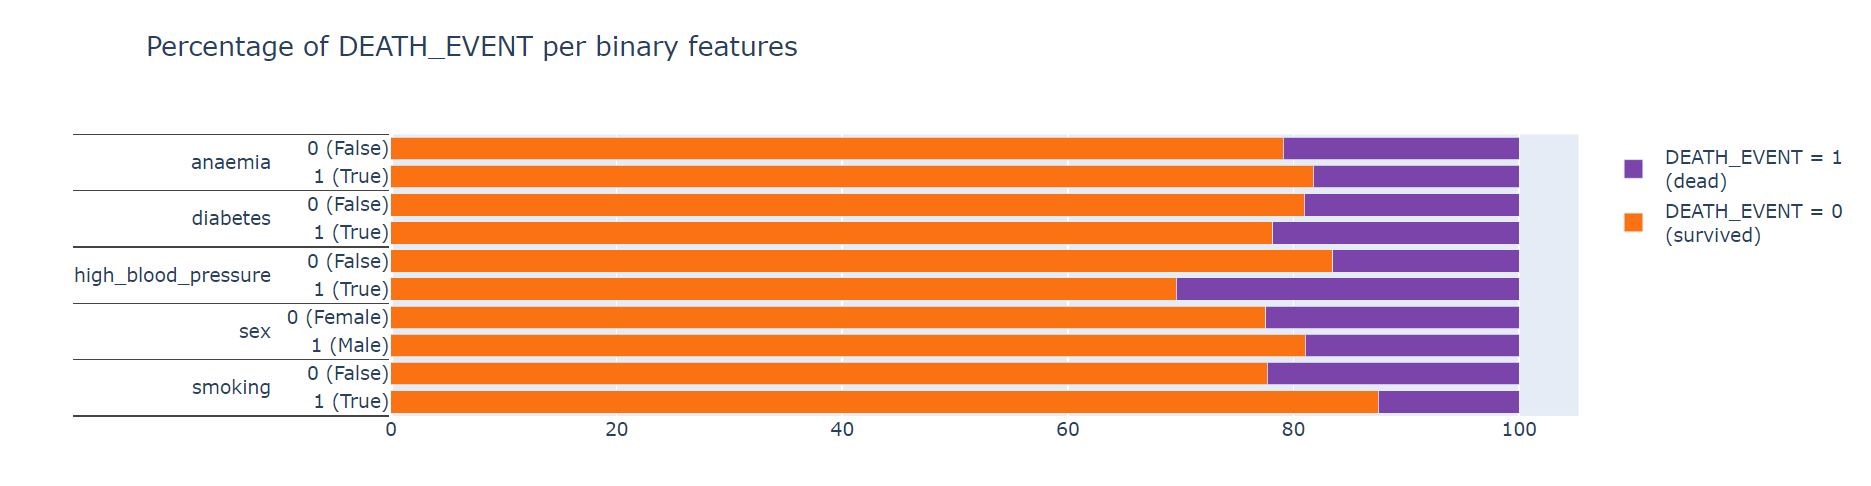 Percentage of DEATH_EVENT per binary features
anaemia
0 (False)
1 (True)
diabetes
0 (False)
1 (True)
high_blood_pressure
0 (False)
1 (True)
sex
0 (Female)
1 (Male)
smoking
0 (False)
1 (True)
0 20 40 60 80 100
DEATH_EVENT = 1
(dead)
DEATH_EVENT = 0
(survived)